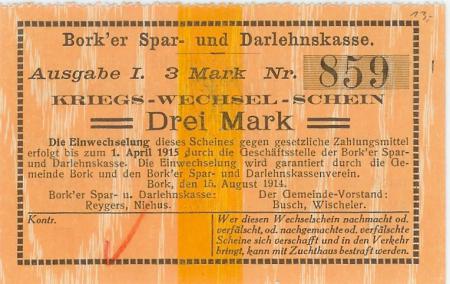 13,-
Bork'er Spar- und Darlehnskasse.
Ausgabe I. 3 Mark Nr. 859
KRIEGS-WECHSEL-SCHEIN
Drei Mark
Die Einwechselung dieses Scheines gegen gesetzliche Zahlungsmittel
erfolgt bis zum 1. April 1915 durch die Geschäftsstelle der Bork'er Spar-
und Darlehnskasse. Die Einwechselung wird garantiert durch die Ge-
meinde Bork und den Bork'er Spar- und Darlehnskassenverein.
Bork, den 15. August 1914.
Bork'er Spar- u. Darlehnskasse:
Reygers, Niehus.
Der Gemeinde-Vorstand:
Busch, Wischeler.
Kontr.
Wer diesen Wechselschein nachmacht od.
verfälscht, od. nachgemachte od. verfälschte
Scheine sich verschafft und in den Verkehr
bringt, kann mit Zuchthaus bestraft werden.